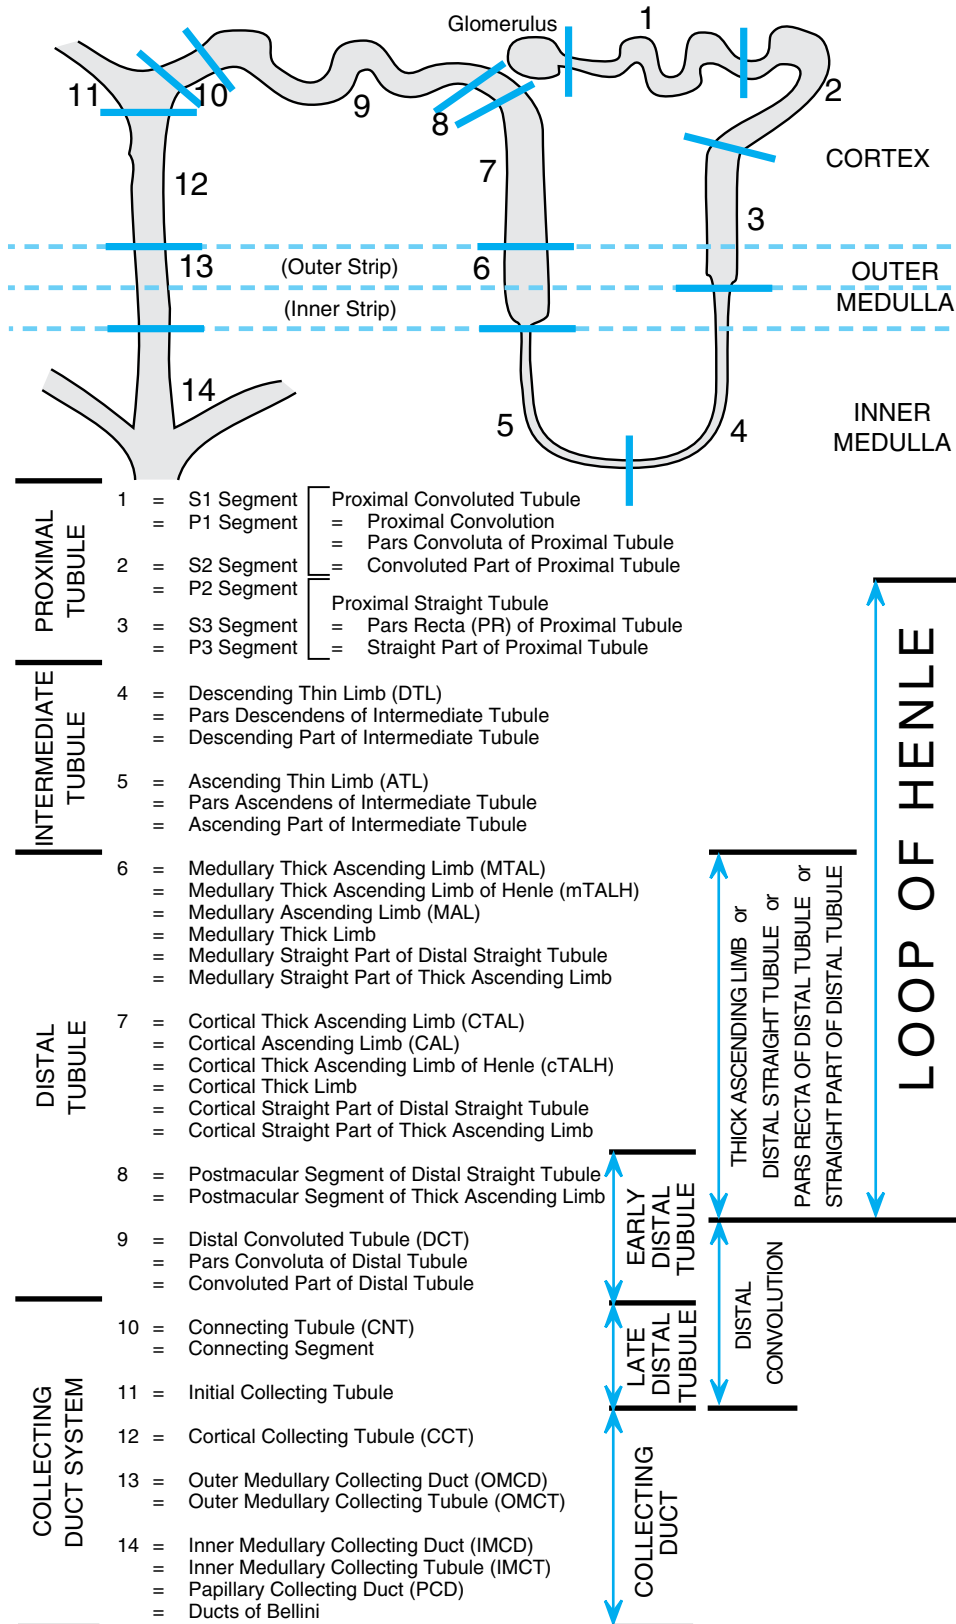 Glomerulus
1
2
3
4
5
6
7
8
9
10
11
12
13
14
CORTEX
(Outer Strip)
(Inner Strip)
OUTER
MEDULLA
INNER
MEDULLA
PROXIMAL
TUBULE
1 = S1 Segment
= P1 Segment
2 = S2 Segment
= P2 Segment
3 = S3 Segment
= P3 Segment
Proximal Convoluted Tubule
= Proximal Convolution
= Pars Convoluta of Proximal Tubule
= Convoluted Part of Proximal Tubule
Proximal Straight Tubule
= Pars Recta (PR) of Proximal Tubule
= Straight Part of Proximal Tubule
INTERMEDIATE
TUBULE
4 = Descending Thin Limb (DTL)
= Pars Descendens of Intermediate Tubule
= Descending Part of Intermediate Tubule
5 = Ascending Thin Limb (ATL)
= Pars Ascendens of Intermediate Tubule
= Ascending Part of Intermediate Tubule
DISTAL
TUBULE
6 = Medullary Thick Ascending Limb (MTAL)
= Medullary Thick Ascending Limb of Henle (mTALH)
= Medullary Ascending Limb (MAL)
= Medullary Thick Limb
= Medullary Straight Part of Distal Straight Tubule
= Medullary Straight Part of Thick Ascending Limb
7 = Cortical Thick Ascending Limb (CTAL)
= Cortical Ascending Limb (CAL)
= Cortical Thick Ascending Limb of Henle (cTALH)
= Cortical Thick Limb
= Cortical Straight Part of Distal Straight Tubule
= Cortical Straight Part of Thick Ascending Limb
8 = Postmacular Segment of Distal Straight Tubule
= Postmacular Segment of Thick Ascending Limb
9 = Distal Convoluted Tubule (DCT)
= Pars Convoluta of Distal Tubule
= Convoluted Part of Distal Tubule
COLLECTING
DUCT SYSTEM
10 = Connecting Tubule (CNT)
= Connecting Segment
11 = Initial Collecting Tubule
12 = Cortical Collecting Tubule (CCT)
13 = Outer Medullary Collecting Duct (OMCD)
= Outer Medullary Collecting Tubule (OMCT)
14 = Inner Medullary Collecting Duct (IMCD)
= Inner Medullary Collecting Tubule (IMCT)
= Papillary Collecting Duct (PCD)
= Ducts of Bellini
EARLY
DISTAL
TUBULE
LATE
DISTAL
TUBULE
COLLECTING
DUCT
THICK ASCENDING LIMB or
DISTAL STRAIGHT TUBULE or
PARS RECTA OF DISTAL TUBULE or
STRAIGHT PART OF DISTAL TUBULE
DISTAL
CONVOLUTION
LOOP OF HENLE